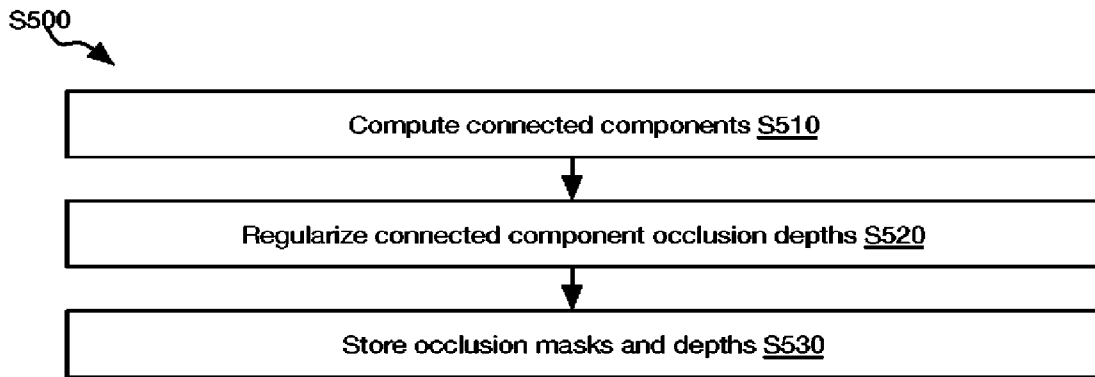 S500
Compute connected components S510
Regularize connected component occlusion depths S520
Store occlusion masks and depths S530